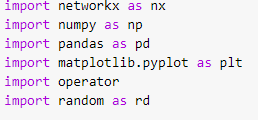 import networkx as nx
import numpy as np
import pandas as pd
import matplotlib.pyplot as plt
import operator
import random as rd